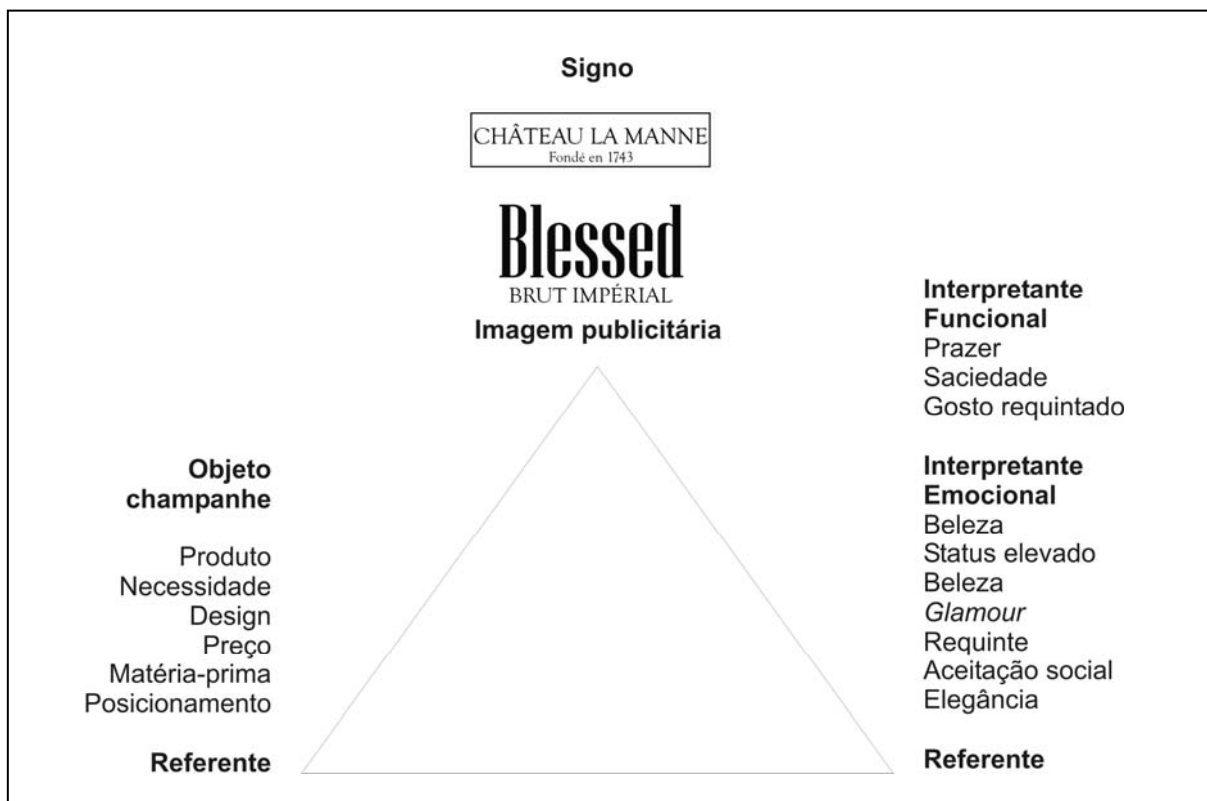 Signo
CHÂTEAU LA MANNE
Fondé en 1743
Blessed
BRUT IMPÉRIAL
Imagem publicitária
Objeto
champanhe
Produto
Necessidade
Design
Preço
Matéria-prima
Posicionamento
Referente
Interpretante
Funcional
Prazer
Saciedade
Gosto requintado
Interpretante
Emocional
Beleza
Status elevado
Beleza
Glamour
Requinte
Aceitação social
Elegância
Referente